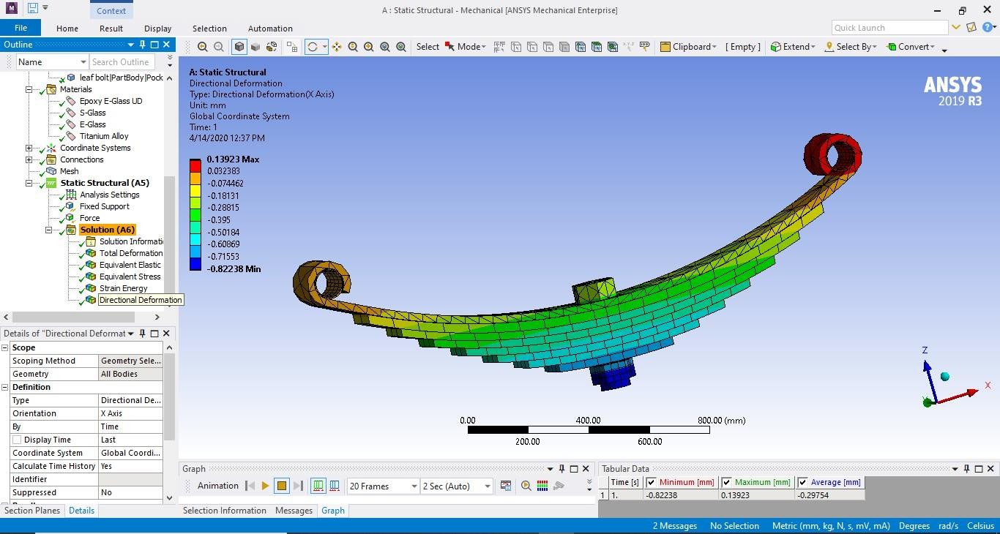 Context
A : Static Structural - Mechanical [ANSYS Mechanical Enterprise]
File Home Result Display Selection Automation
Quick Launch
Outline
Select Mode Clipboard [ Empty ] Extend Select By Convert
Name Search Outline
leaf bolt|PartBody|Pock
Materials
Epoxy E-Glass UD
S-Glass
E-Glass
Titanium Alloy
Coordinate Systems
Connections
Mesh
Static Structural (A5)
Analysis Settings
Fixed Support
Force
Solution (A6)
Solution Informati
Total Deformation
Equivalent Elastic
Equivalent Stress
Strain Energy
Directional Deformation
Details of "Directional Deformat
Scope
Scoping Method Geometry Sele...
Geometry All Bodies
Definition
Type Directional De...
Orientation X Axis
By Time
Display Time Last
Coordinate System Global Coordi...
Calculate Time History Yes
Identifier
Suppressed No
Section Planes Details
A: Static Structural
Directional Deformation
Type: Directional Deformation(X Axis)
Unit: mm
Global Coordinate System
Time: 1
4/14/2020 12:37 PM
0.13923 Max
0.032383
-0.074462
-0.18131
-0.28815
-0.395
-0.50184
-0.60869
-0.71553
-0.82238 Min
ANSYS
2019 R3
Z
X
Y
0.00 400.00 800.00 (mm)
200.00 600.00
Graph
Animation 20 Frames 2 Sec (Auto)
Selection Information Messages Graph
Tabular Data
Time [s] Minimum [mm] Maximum [mm] Average [mm]
1 1. -0.82238 0.13923 -0.29754
2 Messages No Selection Metric (mm, kg, N, s, mV, mA) Degrees rad/s Celsius